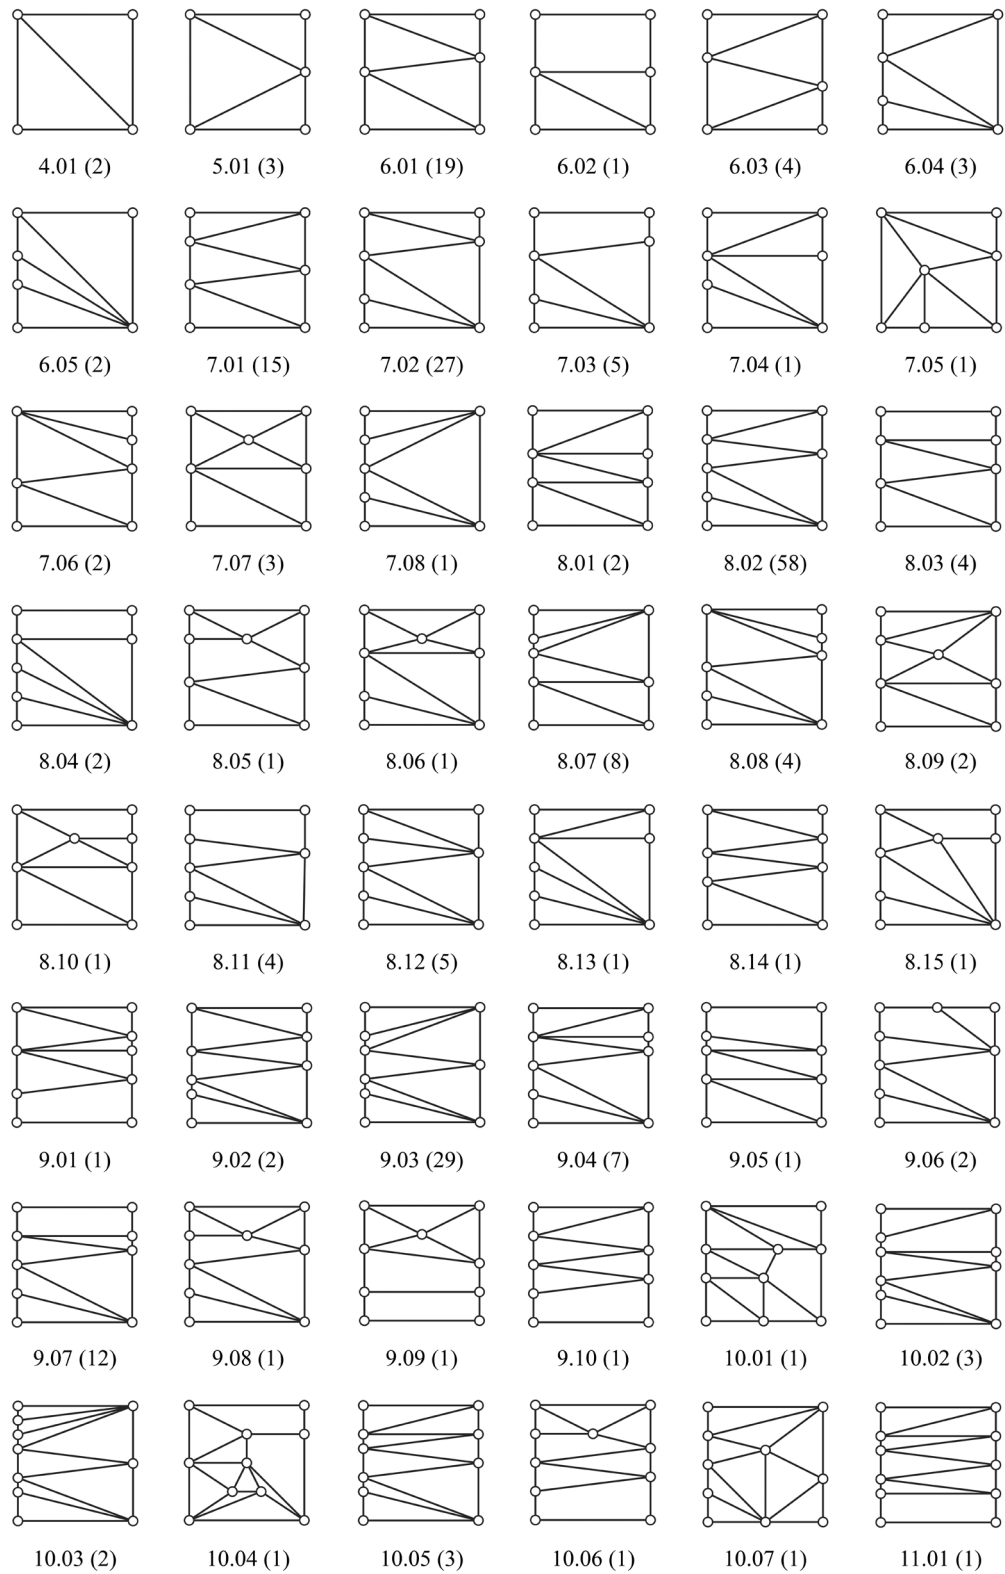 4.01 (2) 5.01 (3) 6.01 (19) 6.02 (1) 6.03 (4) 6.04 (3)
6.05 (2) 7.01 (15) 7.02 (27) 7.03 (5) 7.04 (1) 7.05 (1)
7.06 (2) 7.07 (3) 7.08 (1) 8.01 (2) 8.02 (58) 8.03 (4)
8.04 (2) 8.05 (1) 8.06 (1) 8.07 (8) 8.08 (4) 8.09 (2)
8.10 (1) 8.11 (4) 8.12 (5) 8.13 (1) 8.14 (1) 8.15 (1)
9.01 (1) 9.02 (2) 9.03 (29) 9.04 (7) 9.05 (1) 9.06 (2)
9.07 (12) 9.08 (1) 9.09 (1) 9.10 (1) 10.01 (1) 10.02 (3)
10.03 (2) 10.04 (1) 10.05 (3) 10.06 (1) 10.07 (1) 11.01 (1)